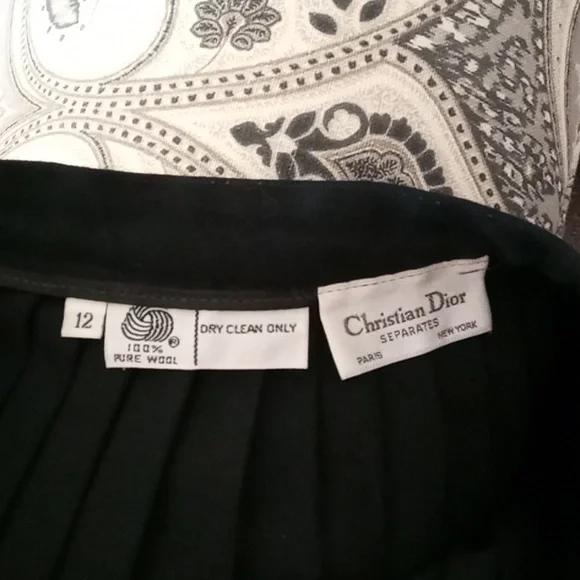 12
100%
PURE WOOL
®
DRY CLEAN ONLY
Christian Dior
SEPARATES
PARIS NEW YORK